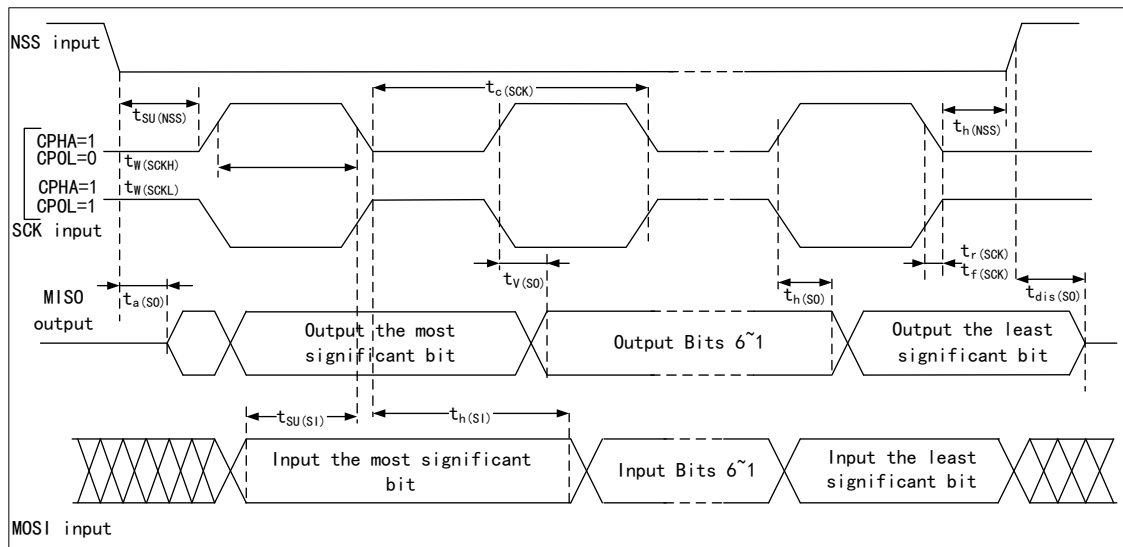 NSS input
tc(SCK)
tSU(NSS)
th(NSS)
CPHA=1
CPOL=0
tW(SCKH)
CPHA=1
CPOL=1
tW(SCKL)
SCK input
tr(SCK)
tf(SCK)
ta(SO)
tV(SO)
th(SO)
tdis(SO)
MISO
output
Output the most
significant bit
Output Bits 6~1
Output the least
significant bit
tSU(SI)
th(SI)
Input the most significant
bit
Input Bits 6~1
Input the least
significant bit
MOSI input